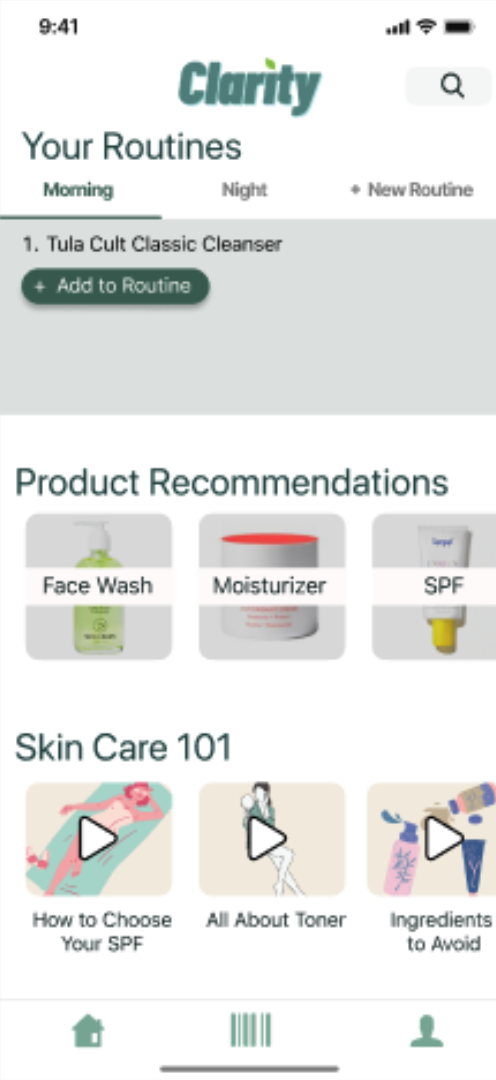 9:41
Clarity
Your Routines
Morning Night + New Routine
1. Tula Cult Classic Cleanser
+ Add to Routine
Product Recommendations
Face Wash Moisturizer SPF
Skin Care 101
How to Choose
Your SPF
All About Toner
Ingredients
to Avoid